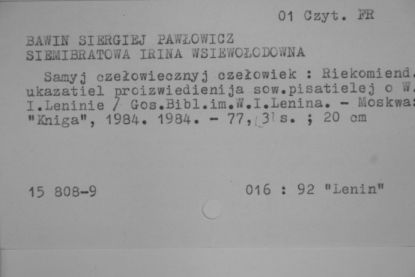 01 Czyt. FR
BAWIN SIERGIEJ PAWŁOWICZ
SIEMIBRATOWA IRINA WSIEWOŁODOWNA
Samyj czełowiecznyj czełowiek : Riekomiend.
ukazatiel proizwiedienija sow.pisatielej o W.
I.Leninie / Gos.Bibl.im.W.I.Lenina. - Moskwa:
"Kniga", 1984. 1984. - 77,[3]s. ; 20 cm
15 808-9 016 : 92 "Lenin"